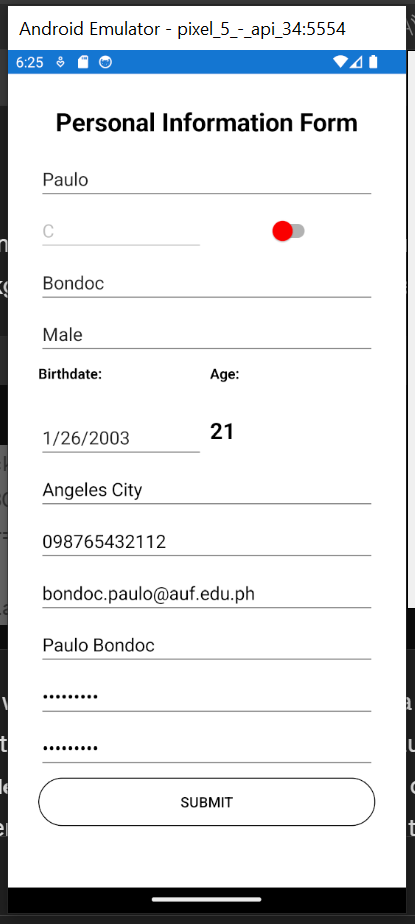 Android Emulator - pixel_5_-_api_34:5554
6:25
Personal Information Form
Paulo
C
Bondoc
Male
Birthdate: Age:
1/26/2003 21
Angeles City
098765432112
bondoc.paulo@auf.edu.ph
Paulo Bondoc
•••••••••
•••••••••
SUBMIT